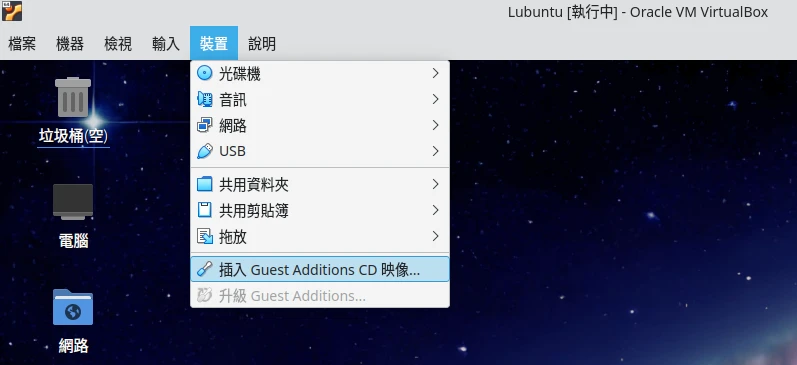 Lubuntu [執行中] - Oracle VM VirtualBox
檔案 機器 檢視 輸入 裝置 說明
光碟機
音訊
網路
USB
共用資料夾
共用剪貼簿
拖放
插入 Guest Additions CD 映像...
升級 Guest Additions...
垃圾桶(空)
電腦
網路